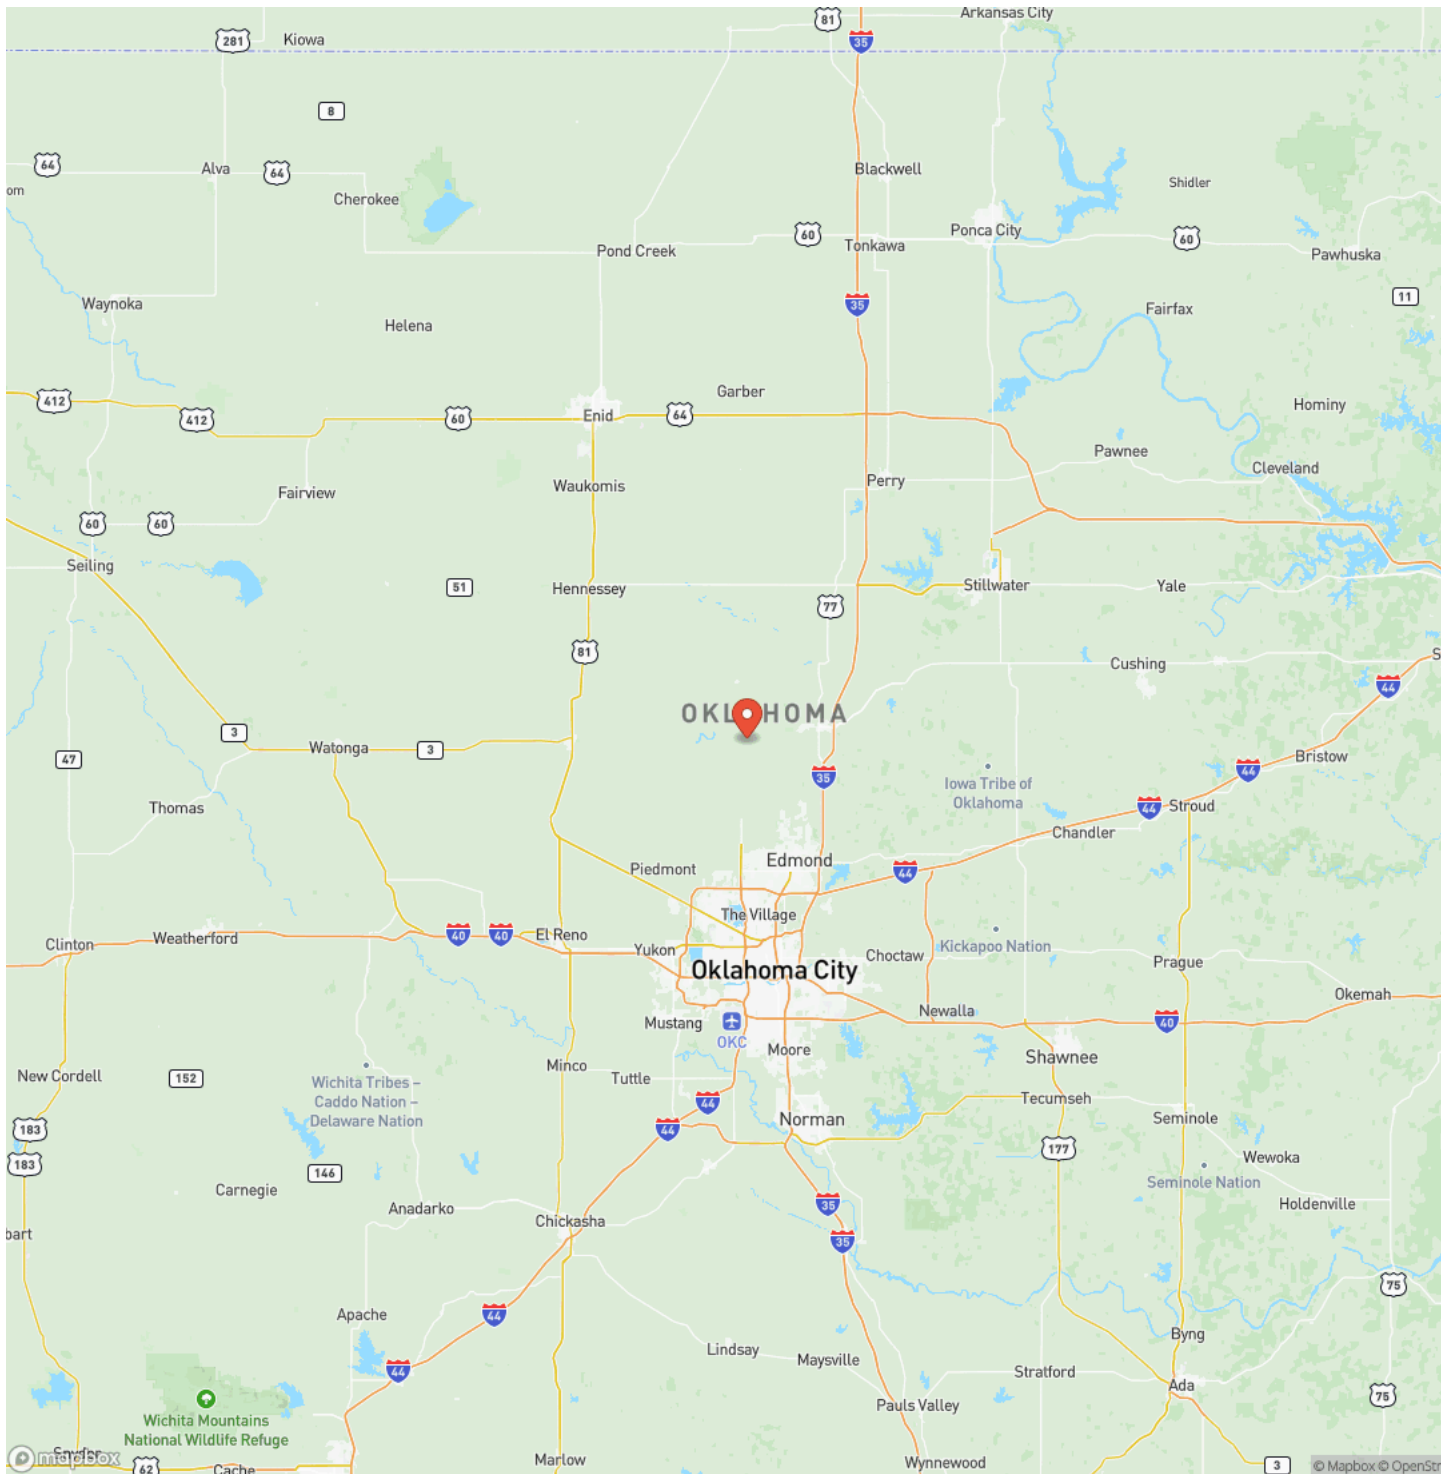 81
Arkansas City
281
Kiowa
35
8
64
Alva
64
Blackwell
Shidler
om
Cherokee
60
Ponca City
60
Tonkawa
Pond Creek
Pawhuska
Waynoka
35
11
Fairfax
Helena
412
Garber
412
60
Enid
64
Hominy
Pawnee
Cleveland
Perry
Waukomis
Fairview
60
60
Seiling
51
Hennessey
Stillwater
Yale
77
81
Cushing
S
44
OKLAHOMA
3
Watonga
3
47
35
Iowa Tribe of
Oklahoma
44
Bristow
Thomas
44
Stroud
Chandler
Piedmont
Edmond
44
The Village
Clinton
Weatherford
40
40
El Reno
Yukon
Choctaw
Kickapoo Nation
Oklahoma City
Prague
Okemah
Newalla
40
Mustang
OKC
Moore
Shawnee
Minco
New Cordell
152
Tuttle
Wichita Tribes –
Caddo Nation –
Delaware Nation
44
Tecumseh
183
44
Norman
Seminole
183
177
Wewoka
146
Seminole Nation
Carnegie
35
Holdenville
Anadarko
Chickasha
bart
35
75
Apache
44
Byng
Lindsay
Maysville
44
Stratford
Ada
75
Wichita Mountains
National Wildlife Refuge
Pauls Valley
Snyder
mapbox
62
Cache
Marlow
Wynnewood
3
© Mapbox © OpenStr